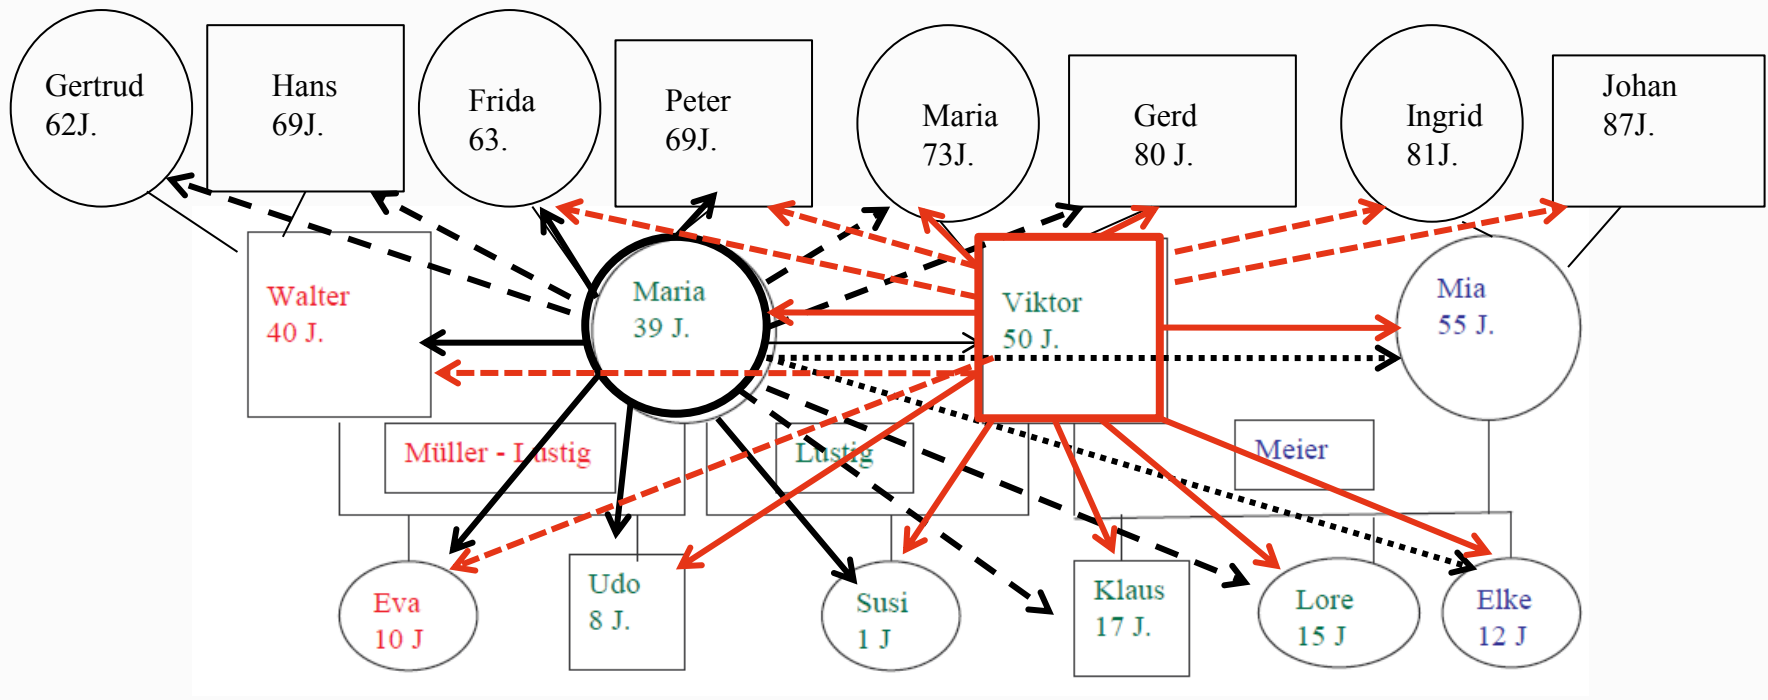 Gertrud
62J.
Hans
69J.
Frida
63.
Peter
69J.
Maria
73J.
Gerd
80 J.
Ingrid
81J.
Johan
87J.
Walter
40 J.
Maria
39 J.
Viktor
50 J.
Mia
55 J.
Müller - Lustig
Lustig
Meier
Eva
10 J
Udo
8 J.
Susi
1 J
Klaus
17 J.
Lore
15 J
Elke
12 J